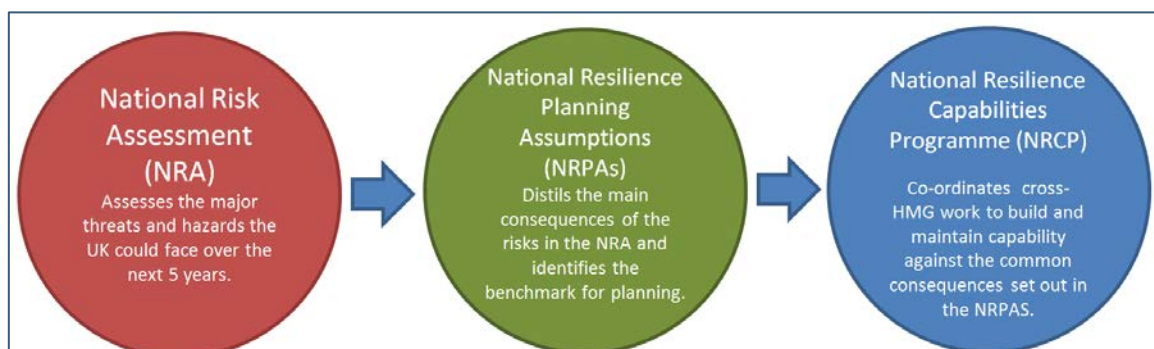 National Risk
Assessment
(NRA)
Assesses the major
threats and hazards the
UK could face over the
next 5 years.
National Resilience
Planning
Assumptions
(NRPAs)
Distils the main
consequences of the
risks in the NRA and
identifies the
benchmark for planning.
National Resilience
Capabilities
Programme (NRCP)
Co-ordinates cross-
HMG work to build and
maintain capability
against the common
consequences set out in
the NRPAS.